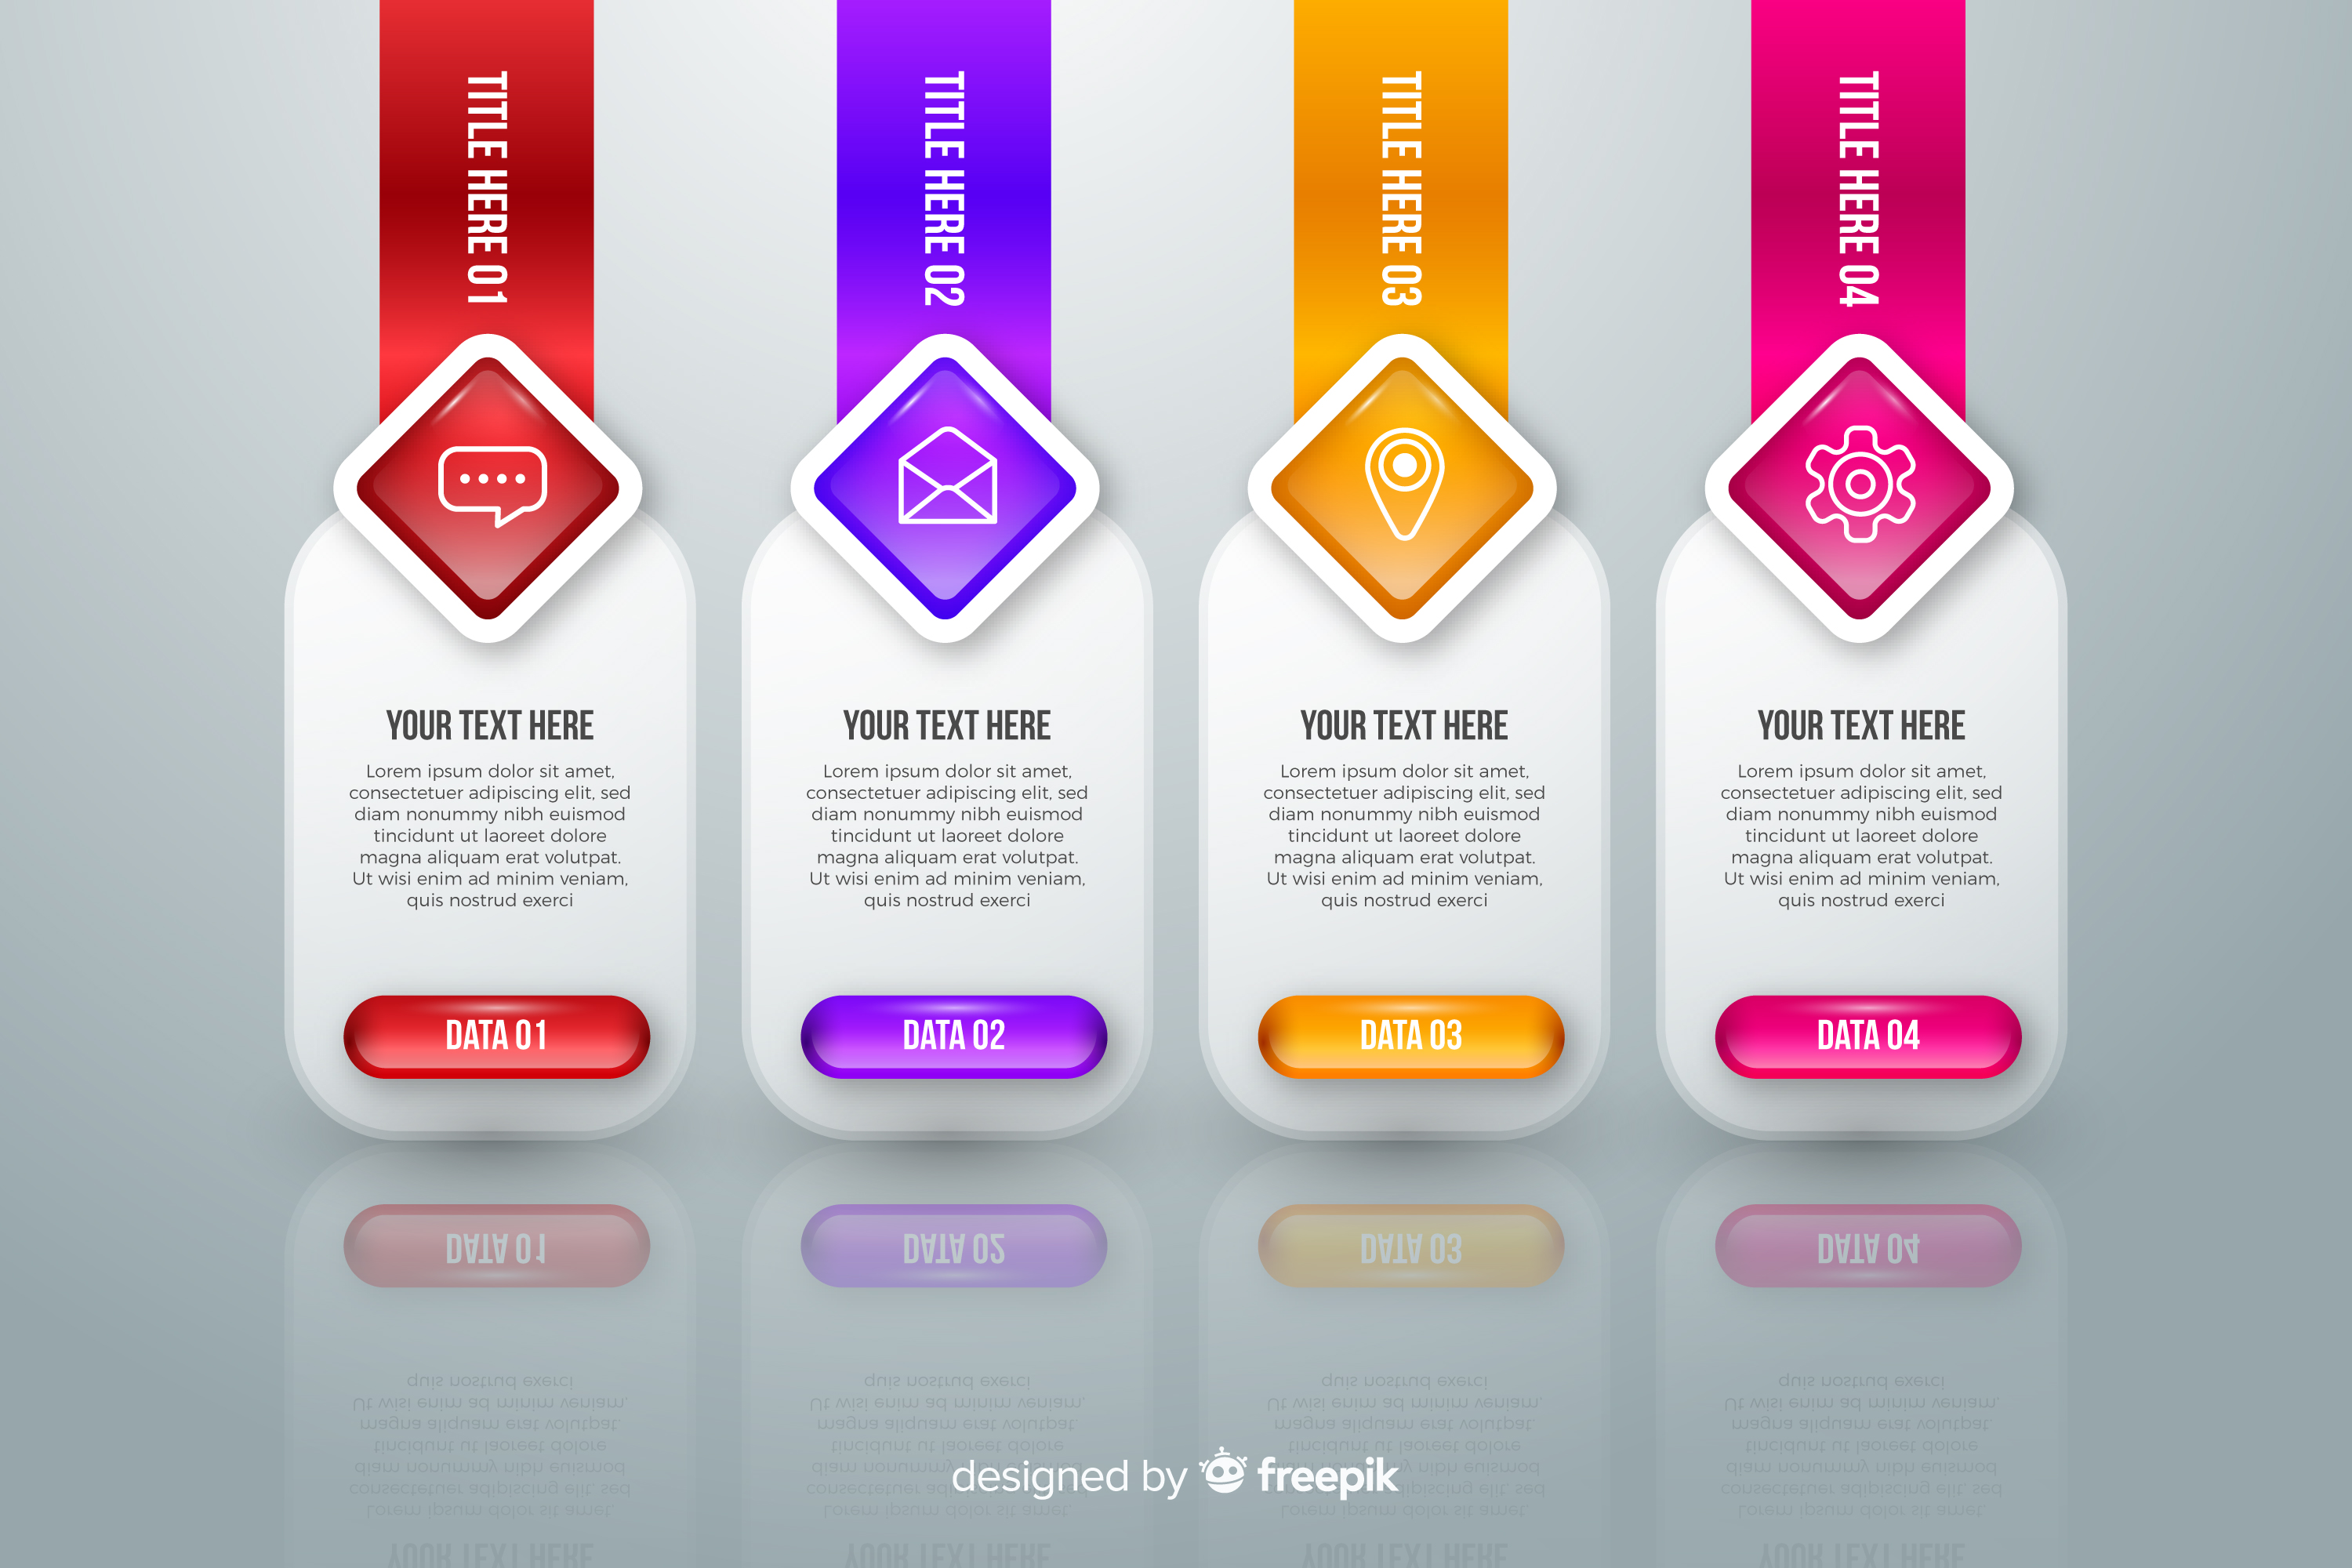 TITLE HERE 01
YOUR TEXT HERE
Lorem ipsum dolor sit amet,
consectetuer adipiscing elit, sed
diam nonummy nibh euismod
tincidunt ut laoreet dolore
magna aliquam erat volutpat.
Ut wisi enim ad minim veniam,
quis nostrud exerci
DATA 01
TITLE HERE 02
YOUR TEXT HERE
Lorem ipsum dolor sit amet,
consectetuer adipiscing elit, sed
diam nonummy nibh euismod
tincidunt ut laoreet dolore
magna aliquam erat volutpat.
Ut wisi enim ad minim veniam,
quis nostrud exerci
DATA 02
TITLE HERE 03
YOUR TEXT HERE
Lorem ipsum dolor sit amet,
consectetuer adipiscing elit, sed
diam nonummy nibh euismod
tincidunt ut laoreet dolore
magna aliquam erat volutpat.
Ut wisi enim ad minim veniam,
quis nostrud exerci
DATA 03
TITLE HERE 04
YOUR TEXT HERE
Lorem ipsum dolor sit amet,
consectetuer adipiscing elit, sed
diam nonummy nibh euismod
tincidunt ut laoreet dolore
magna aliquam erat volutpat.
Ut wisi enim ad minim veniam,
quis nostrud exerci
DATA 04
designed by freepik